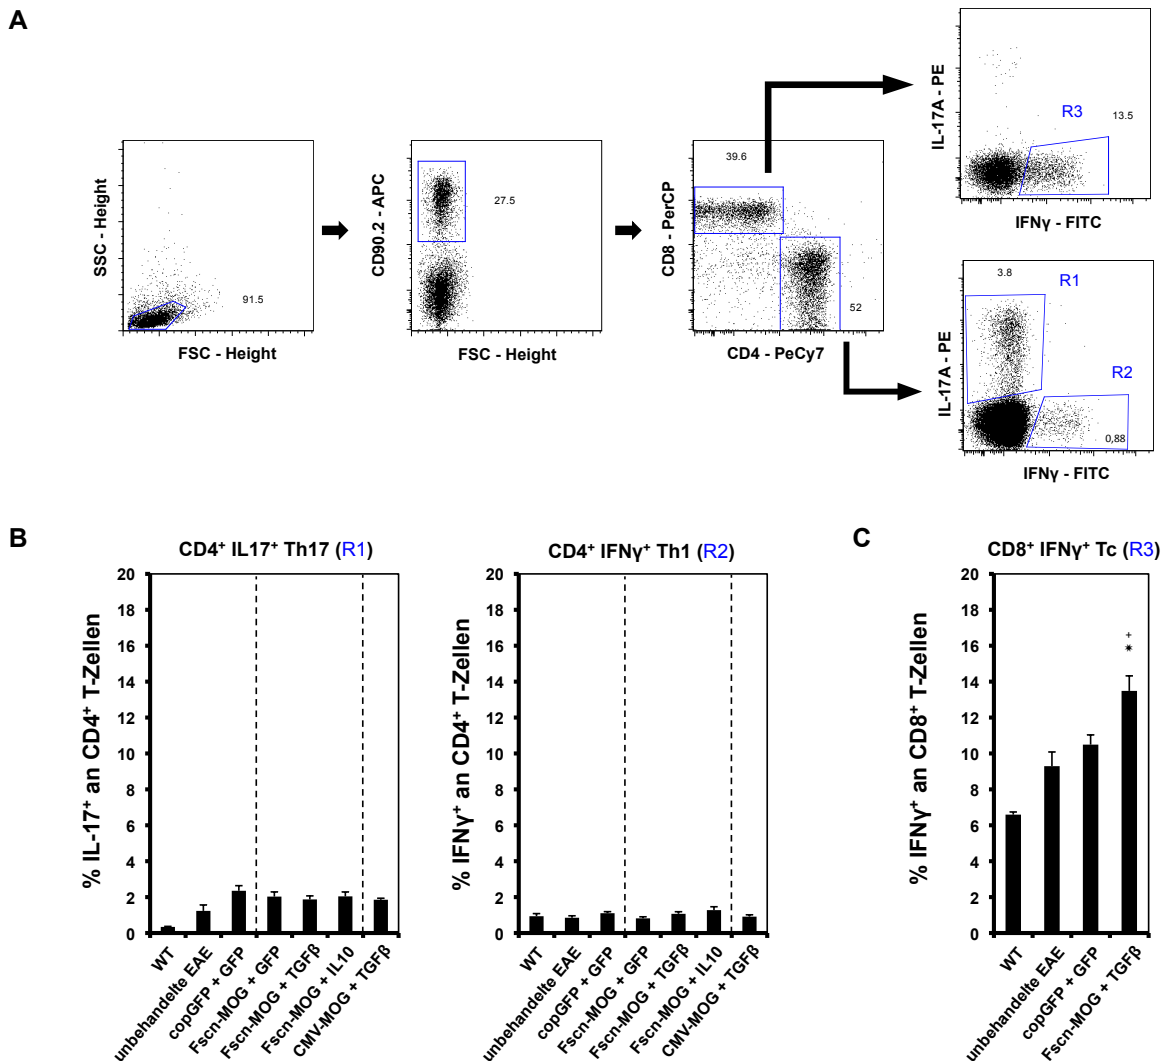 A
SSC - Height
91.5
FSC - Height
CD90.2 - APC
27.5
FSC - Height
CD8 - PerCP
39.6
52
CD4 - PeCy7
IL-17A - PE
R3
13.5
IFNγ - FITC
IL-17A - PE
3.8
R1
R2
0,88
IFNγ - FITC
B
CD4⁺ IL17⁺ Th17 (R1)
% IL-17⁺ an CD4⁺ T-Zellen
20
18
16
14
12
10
8
6
4
2
0
WT
unbehandelte EAE
copGFP + GFP
Fscn-MOG + GFP
Fscn-MOG + TGFβ
Fscn-MOG + IL10
CMV-MOG + TGFβ
CD4⁺ IFNγ⁺ Th1 (R2)
% IFNγ⁺ an CD4⁺ T-Zellen
20
18
16
14
12
10
8
6
4
2
0
WT
unbehandelte EAE
copGFP + GFP
Fscn-MOG + GFP
Fscn-MOG + TGFβ
Fscn-MOG + IL10
CMV-MOG + TGFβ
C
CD8⁺ IFNγ⁺ Tc (R3)
% IFNγ⁺ an CD8⁺ T-Zellen
20
18
16
14
12
10
8
6
4
2
0
+
*
WT
unbehandelte EAE
copGFP + GFP
Fscn-MOG + TGFβ